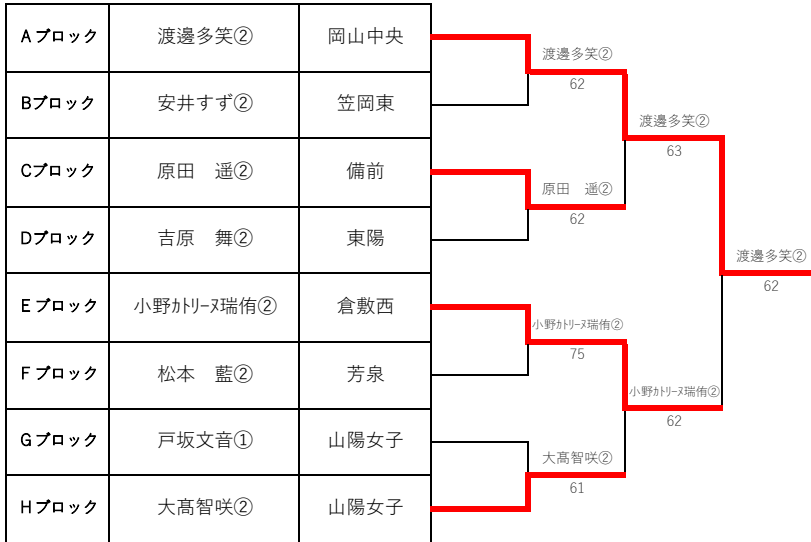 Aブロック 渡邊多笑② 岡山中央
Bブロック 安井すず② 笠岡東
Cブロック 原田　遥② 備前
Dブロック 吉原　舞② 東陽
Eブロック 小野ｶﾄﾘｰﾇ瑞侑② 倉敷西
Fブロック 松本　藍② 芳泉
Gブロック 戸坂文音① 山陽女子
Hブロック 大髙智咲② 山陽女子
渡邊多笑②
62
原田　遥②
62
小野ｶﾄﾘｰﾇ瑞侑②
75
大髙智咲②
61
渡邊多笑②
63
小野ｶﾄﾘｰﾇ瑞侑②
62
渡邊多笑②
62